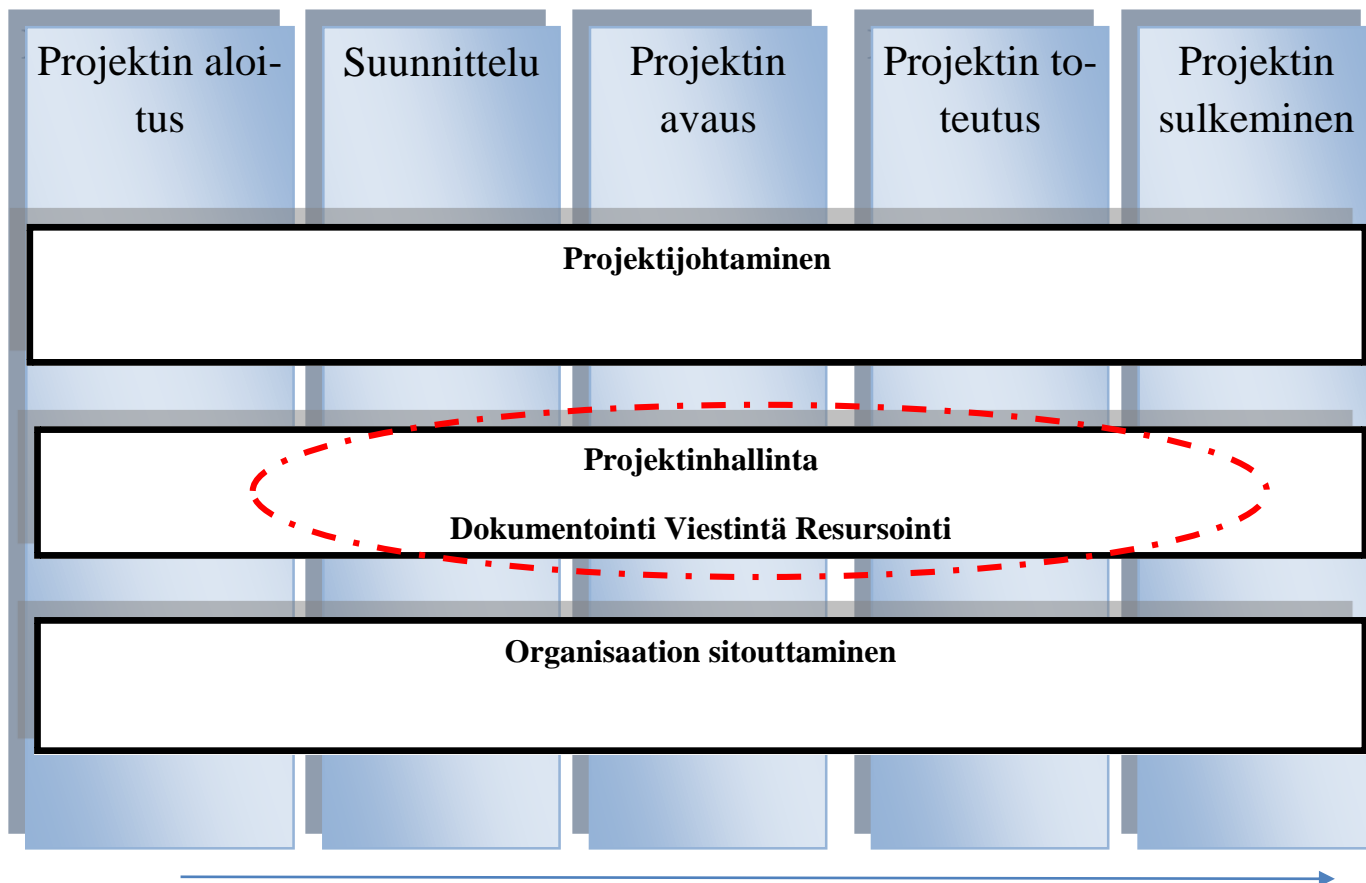 Projektin aloi-
tus
Suunnittelu
Projektin
avaus
Projektin to-
teutus
Projektin
sulkeminen
Projektijohtaminen
Projektinhallinta
Dokumentointi Viestintä Resursointi
Organisaation sitouttaminen